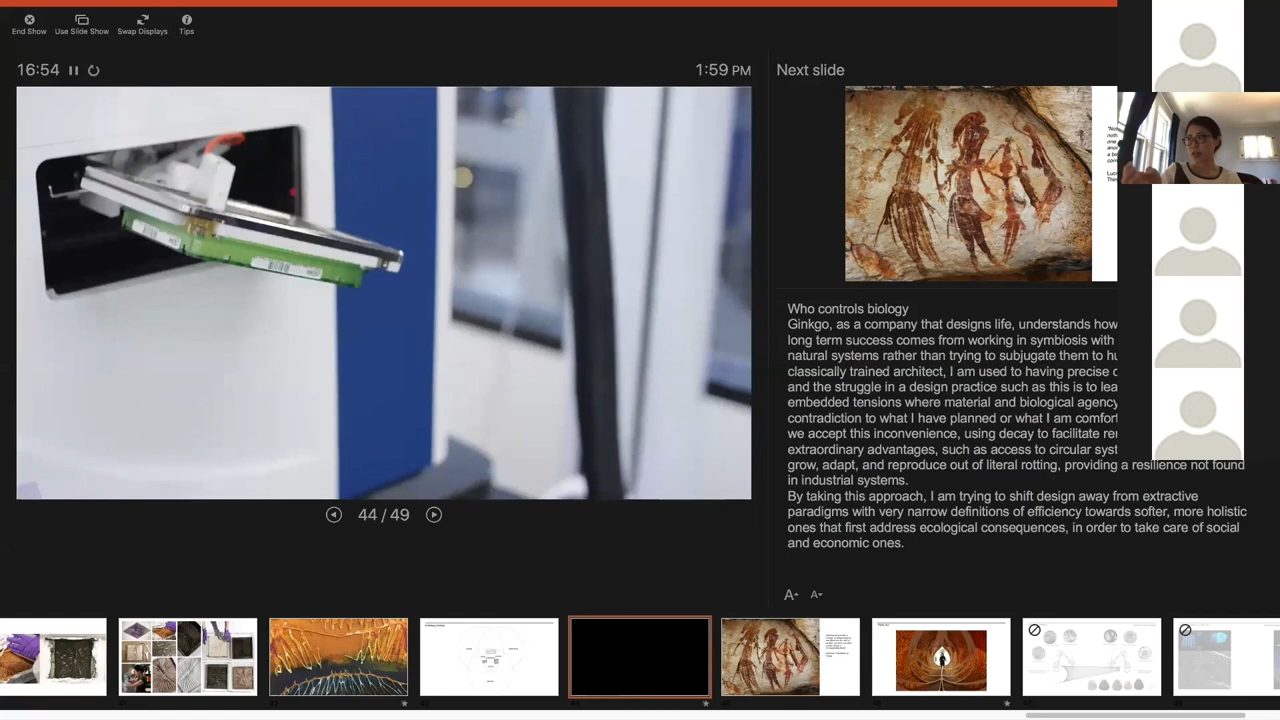 End Show
Use Slide Show
Swap Displays
Tips
16:54
1:59 PM
Next slide
Who controls biology
Ginkgo, as a company that designs life, understands how
long term success comes from working in symbiosis with
natural systems rather than trying to subjugate them to hu
classically trained architect, I am used to having precise c
and the struggle in a design practice such as this is to lea
embedded tensions where material and biological agency
contradiction to what I have planned or what I am comfort
we accept this inconvenience, using decay to facilitate rer
extraordinary advantages, such as access to circular syst
grow, adapt, and reproduce out of literal rotting, providing a resilience not found
in industrial systems.
By taking this approach, I am trying to shift design away from extractive
paradigms with very narrow definitions of efficiency towards softer, more holistic
ones that first address ecological consequences, in order to take care of social
and economic ones.
44 / 49
A
A